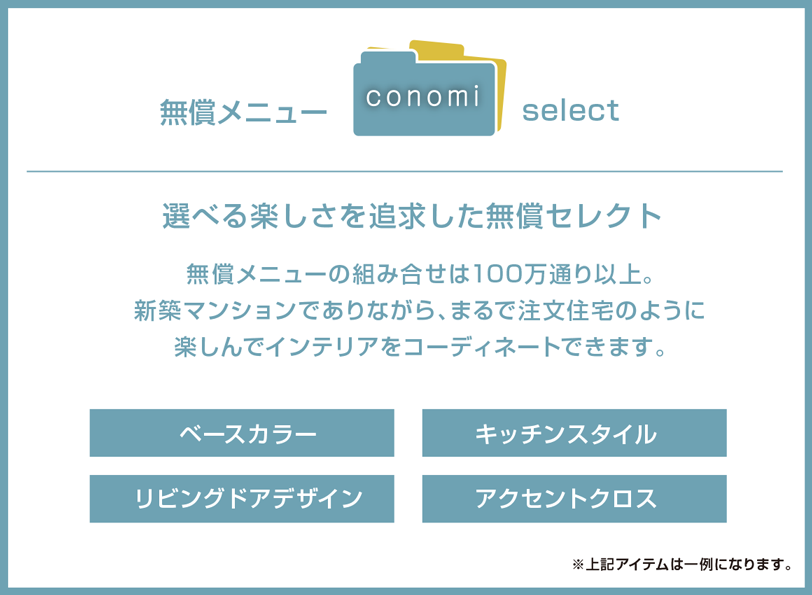 無償メニュー conomi select
選べる楽しさを追求した無償セレクト
無償メニューの組み合せは100万通り以上。
新築マンションでありながら、まるで注文住宅のように
楽しんでインテリアをコーディネートできます。
ベースカラー
キッチンスタイル
リビングドアデザイン
アクセントクロス
※上記アイテムは一例になります。